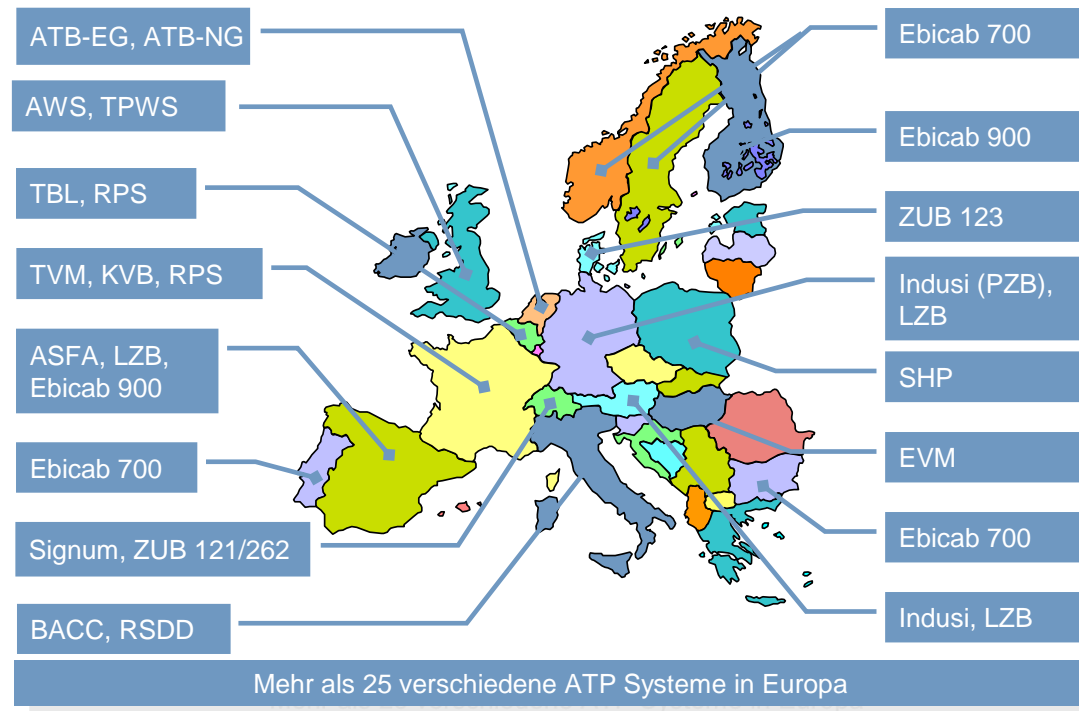 ATB-EG, ATB-NG
AWS, TPWS
TBL, RPS
TVM, KVB, RPS
ASFA, LZB,
Ebicab 900
Ebicab 700
Signum, ZUB 121/262
BACC, RSDD
Ebicab 700
Ebicab 900
ZUB 123
Indusi (PZB),
LZB
SHP
EVM
Ebicab 700
Indusi, LZB
Mehr als 25 verschiedene ATP Systeme in Europa